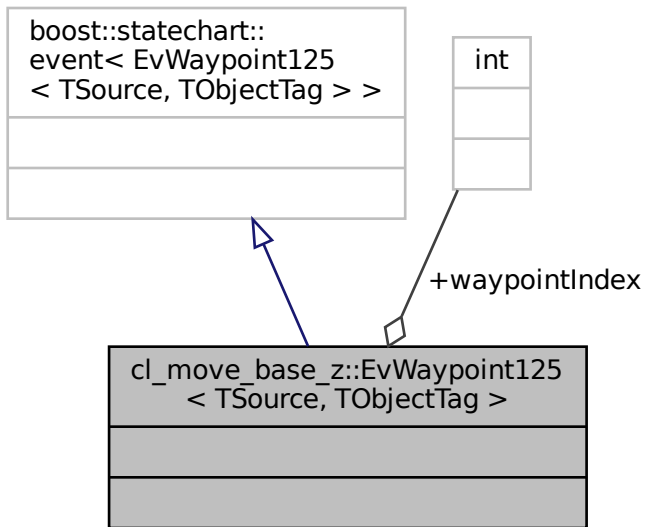 boost::statechart::
event< EvWaypoint125
< TSource, TObjectTag > >
int
+waypointIndex
cl_move_base_z::EvWaypoint125
< TSource, TObjectTag >